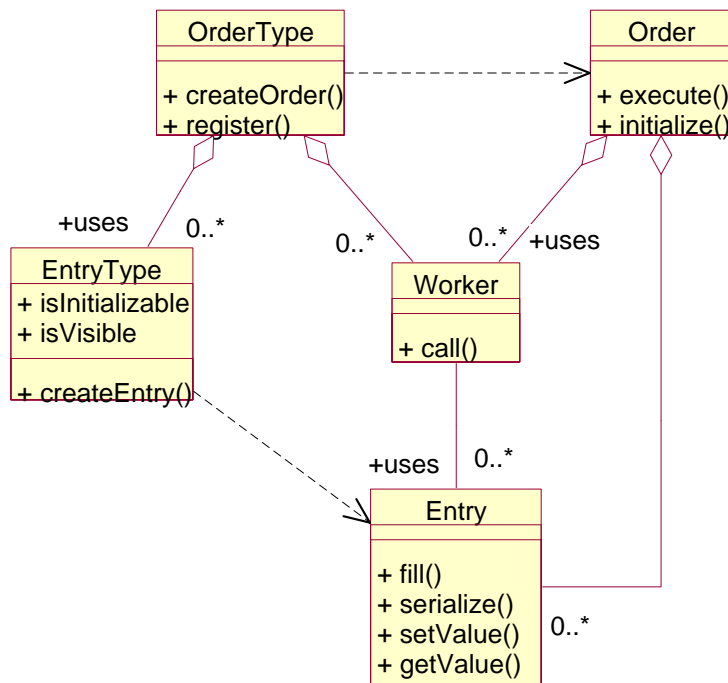 OrderType
+ createOrder()
+ register()
Order
+ execute()
+ initialize()
+uses
0..*
0..*
0..*
+uses
EntryType
+ isInitializable
+ isVisible
+ createEntry()
Worker
+ call()
+uses
0..*
Entry
+ fill()
+ serialize()
+ setValue()
+ getValue()
0..*